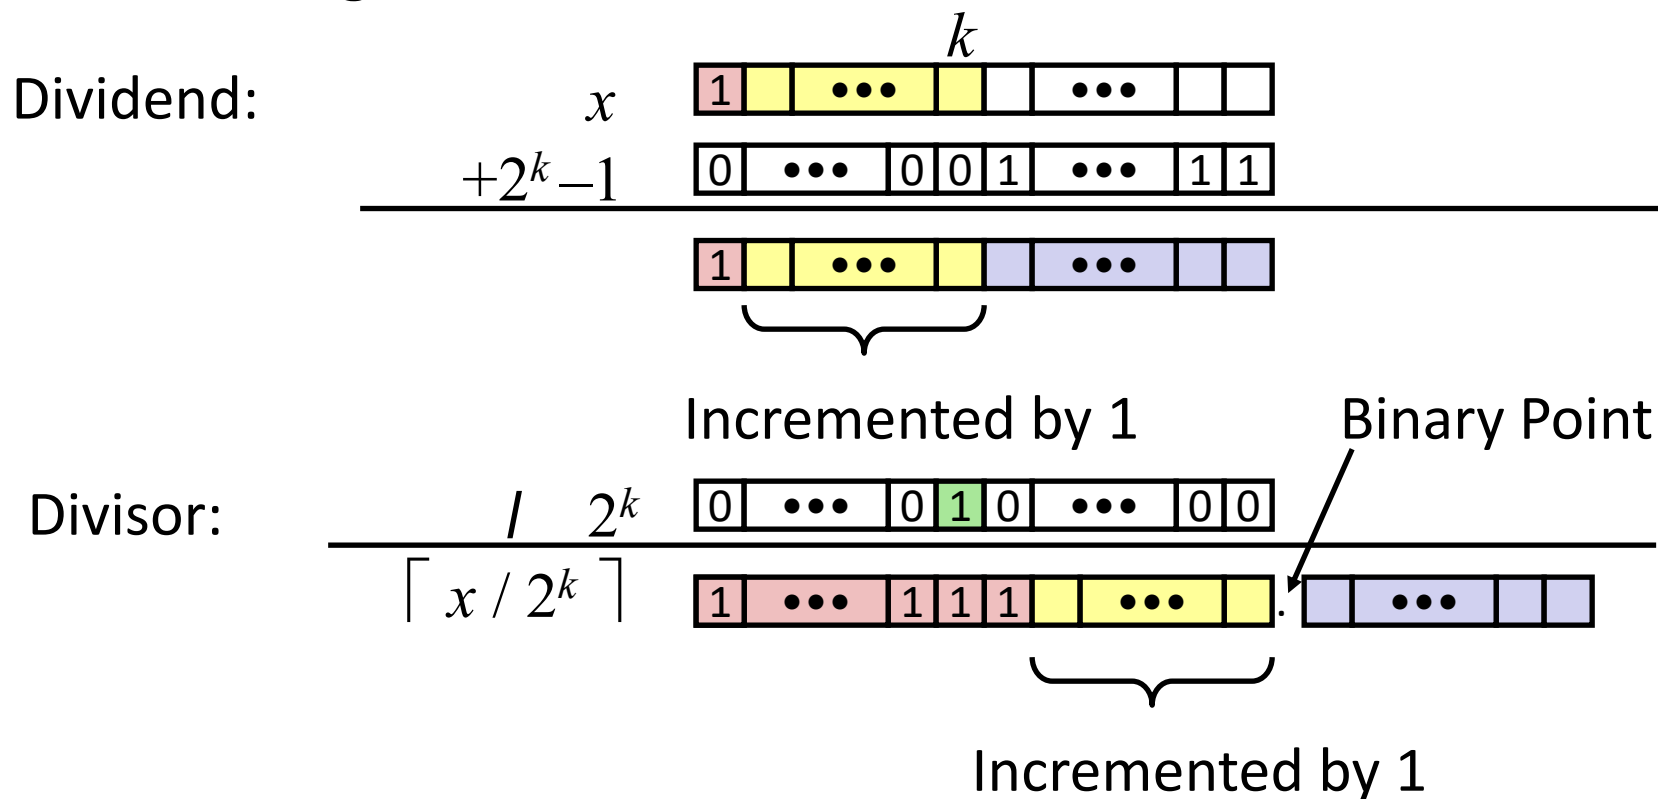 k
Dividend: x 1 ••• •••
+2^k –1 0 ••• 0 0 1 ••• 1 1
1 ••• •••
Incremented by 1 Binary Point
Divisor: / 2^k 0 ••• 0 1 0 ••• 0 0
⌈ x / 2^k ⌉ 1 ••• 1 1 1 ••• . •••
Incremented by 1